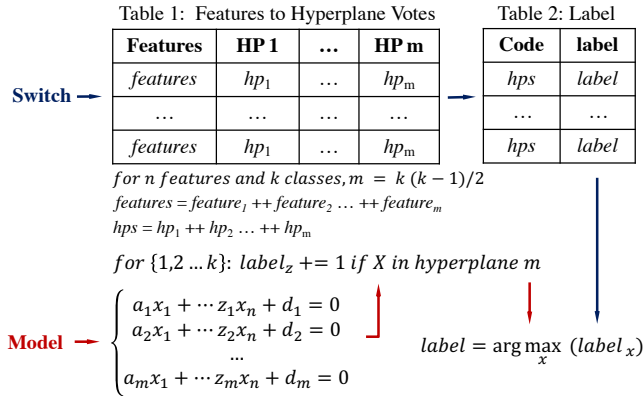 Table 1: Features to Hyperplane Votes
Table 2: Label
Features HP 1 … HP m
features hp₁ … hpₘ
… … … …
features hp₁ … hpₘ
Code label
hps label
… …
hps label
Switch
for n features and k classes, m = k (k − 1)/2
features = feature₁ ++ feature₂ … ++ featureₘ
hps = hp₁ ++ hp₂ … ++ hpₘ
for {1,2 … k}: label_z += 1 if X in hyperplane m
Model
a₁x₁ + ⋯ z₁xₙ + d₁ = 0
a₂x₁ + ⋯ z₂xₙ + d₂ = 0
…
aₘx₁ + ⋯ zₘxₙ + dₘ = 0
label = arg max (labelₓ)
x